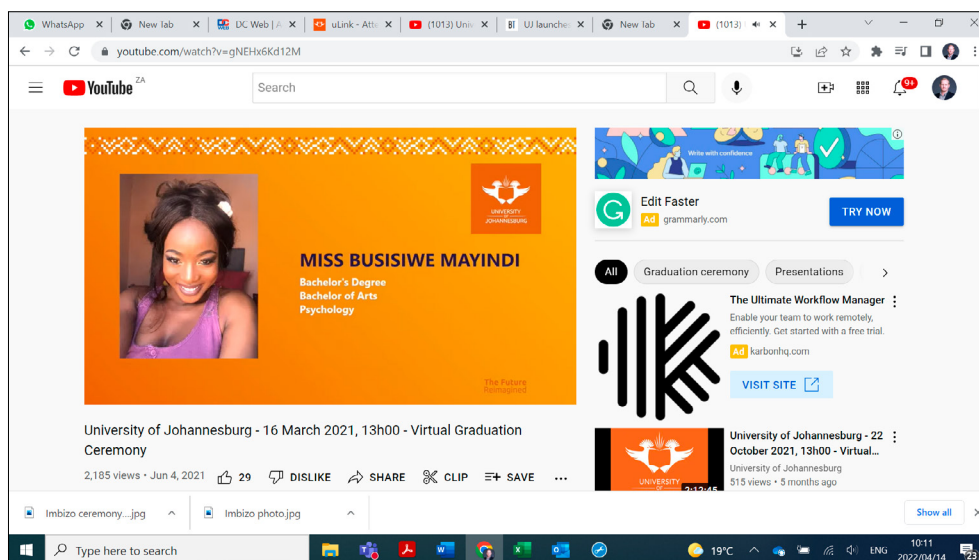 WhatsApp
New Tab
DC Web | A
uLink - Atte
(1013) Univ
BI UJ launche
New Tab
(1013)
youtube.com/watch?v=gNEHx6Kd12M
YouTube ZA
Search
9+
UNIVERSITY
OF
JOHANNESBURG
MISS BUSISIWE MAYINDI
Bachelor's Degree
Bachelor of Arts
Psychology
The Future
Reimagined
Write with confidence
Edit Faster
Ad grammarly.com
TRY NOW
All
Graduation ceremony
Presentations
The Ultimate Workflow Manager
Enable your team to work remotely,
efficiently. Get started with a free trial.
Ad karbonhq.com
VISIT SITE
University of Johannesburg - 16 March 2021, 13h00 - Virtual Graduation
Ceremony
2,185 views • Jun 4, 2021
29
DISLIKE
SHARE
CLIP
SAVE
UNIVERSITY
2:12:45
University of Johannesburg - 22
October 2021, 13h00 - Virtual...
University of Johannesburg
515 views • 5 months ago
Imbizo ceremony....jpg
Imbizo photo.jpg
Show all
Type here to search
19°C
ENG
10:11
2022/04/14
23